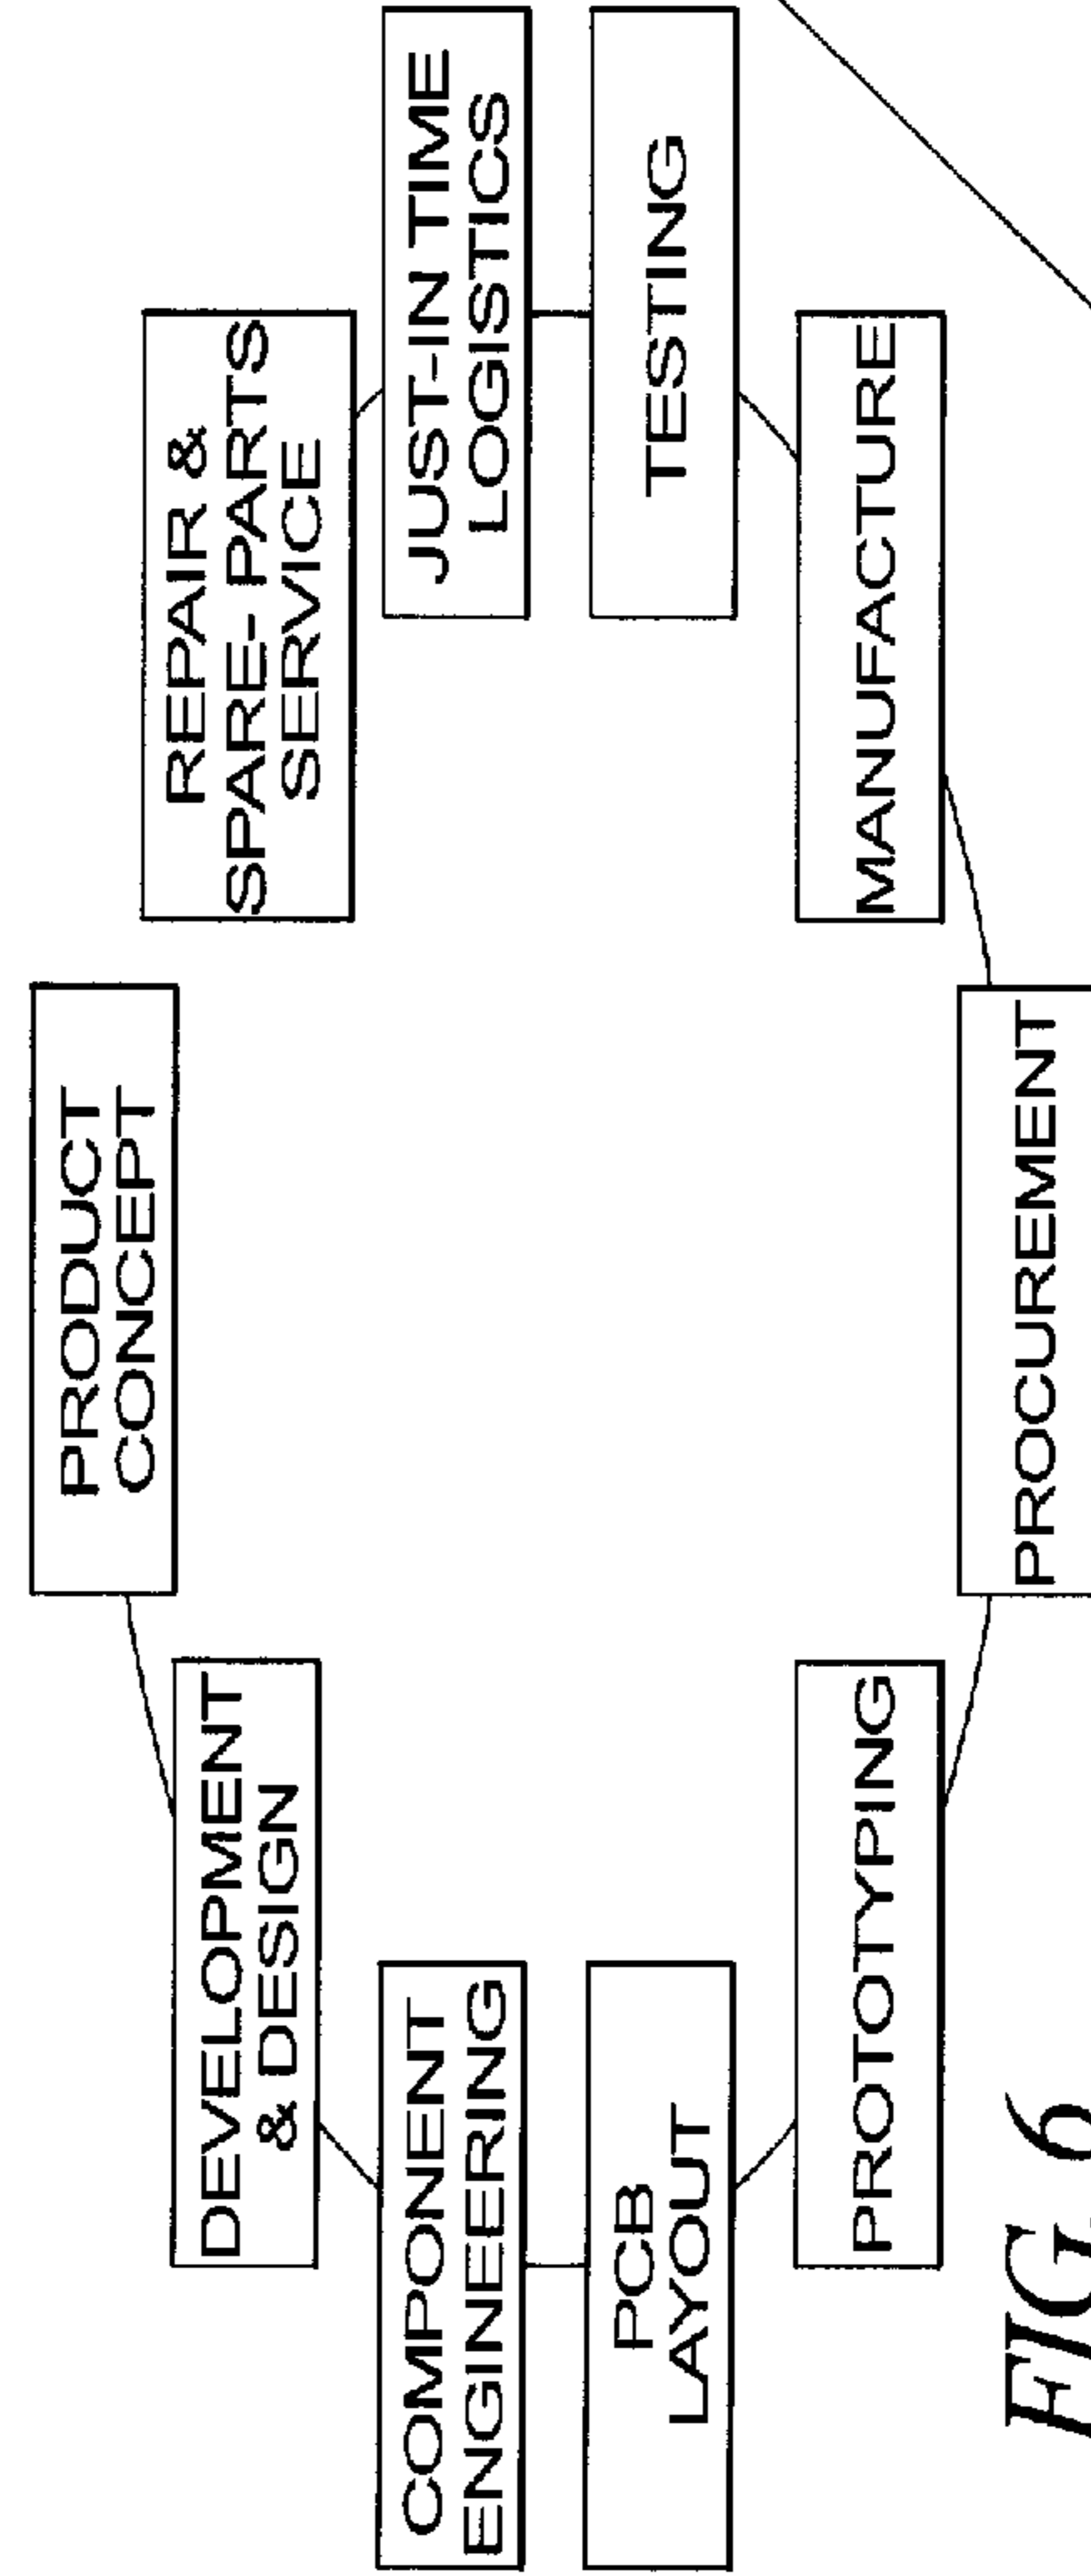 PRODUCT
CONCEPT
DEVELOPMENT
& DESIGN
COMPONENT
ENGINEERING
PCB
LAYOUT
PROTOTYPING
PROCUREMENT
MANUFACTURE
TESTING
JUST-IN TIME
LOGISTICS
REPAIR &
SPARE- PARTS
SERVICE
FIG. 6